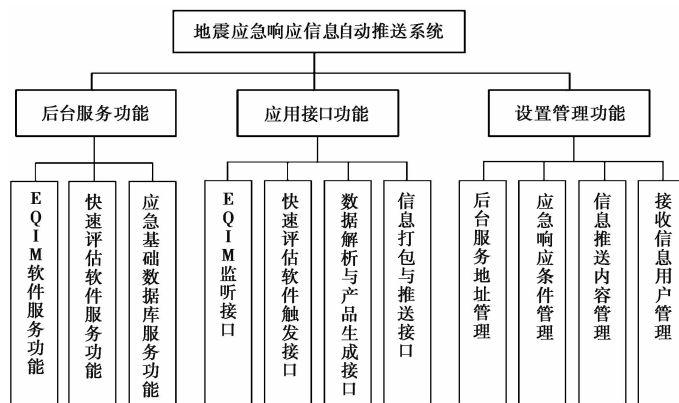 地震应急响应信息自动推送系统
后台服务功能
应用接口功能
设置管理功能
EQIM软件服务功能
快速评估软件服务功能
应急基础数据库服务功能
EQIM监听接口
快速评估软件触发接口
数据解析与产品生成接口
信息打包与推送接口
后台服务地址管理
应急响应条件管理
信息推送内容管理
接收信息用户管理